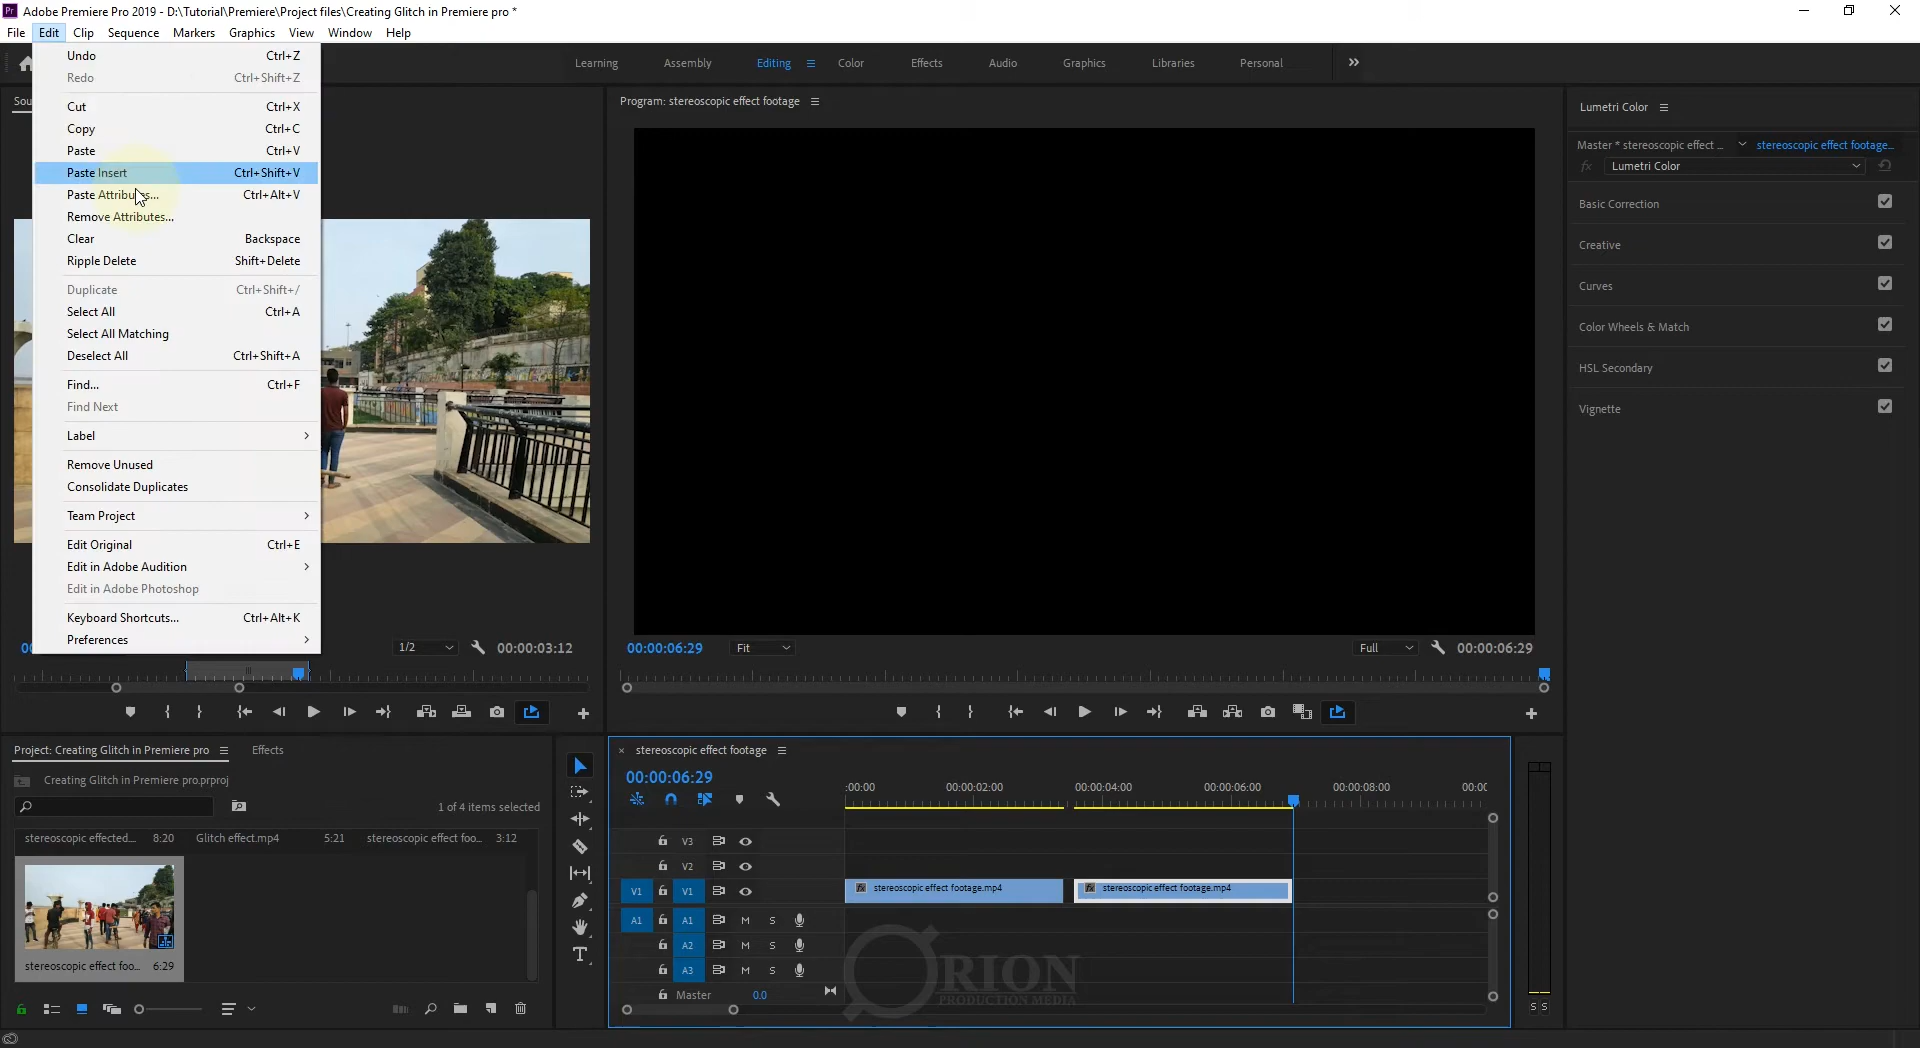 Pr Adobe Premiere Pro 2019 - D:\Tutorial\Premiere\Project files\Creating Glitch in Premiere pro *
File Edit Clip Sequence Markers Graphics View Window Help
Learning Assembly Editing Color Effects Audio Graphics Libraries Personal
Undo Ctrl+Z
Redo Ctrl+Shift+Z
Cut Ctrl+X
Copy Ctrl+C
Paste Ctrl+V
Paste Insert Ctrl+Shift+V
Paste Attributes... Ctrl+Alt+V
Remove Attributes...
Clear Backspace
Ripple Delete Shift+Delete
Duplicate Ctrl+Shift+/
Select All Ctrl+A
Select All Matching
Deselect All Ctrl+Shift+A
Find... Ctrl+F
Find Next
Label
Remove Unused
Consolidate Duplicates
Team Project
Edit Original Ctrl+E
Edit in Adobe Audition
Edit in Adobe Photoshop
Keyboard Shortcuts... Ctrl+Alt+K
Preferences
Sou
1/2 00:00:03:12
Program: stereoscopic effect footage
00:00:06:29 Fit Full 00:00:06:29
Lumetri Color
Master * stereoscopic effect ... stereoscopic effect footage...
fx Lumetri Color
Basic Correction
Creative
Curves
Color Wheels & Match
HSL Secondary
Vignette
Project: Creating Glitch in Premiere pro Effects
Creating Glitch in Premiere pro.prproj
1 of 4 items selected
stereoscopic effected... 8:20 Glitch effect.mp4 5:21 stereoscopic effect foo... 3:12
stereoscopic effect foo... 6:29
× stereoscopic effect footage
00:00:06:29
:00:00 00:00:02:00 00:00:04:00 00:00:06:00 00:00:08:00 00:0
V3
V2
V1 V1 fx stereoscopic effect footage.mp4 fx stereoscopic effect footage.mp4
A1 A1 M S
A2 M S
A3 M S
Master 0.0
ORION
PRODUCTION MEDIA
S S